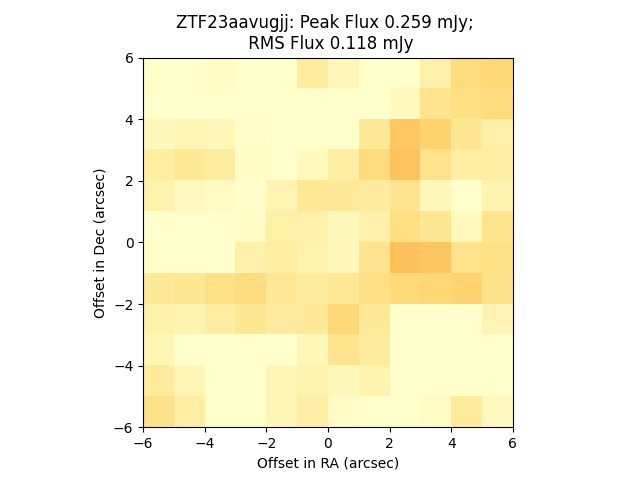 ZTF23aavugjj: Peak Flux 0.259 mJy;
RMS Flux 0.118 mJy
6
4
2
0
−2
−4
−6
Offset in Dec (arcsec)
−6 −4 −2 0 2 4 6
Offset in RA (arcsec)